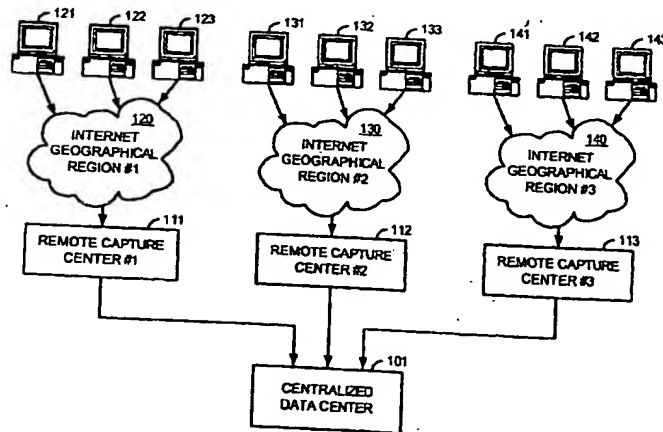 121 122 123 131 132 133 141 142 143
120 130 140
INTERNET GEOGRAPHICAL REGION #1
INTERNET GEOGRAPHICAL REGION #2
INTERNET GEOGRAPHICAL REGION #3
111
REMOTE CAPTURE
CENTER #1
112
REMOTE CAPTURE
CENTER #2
113
REMOTE CAPTURE
CENTER #3
101
CENTRALIZED
DATA CENTER